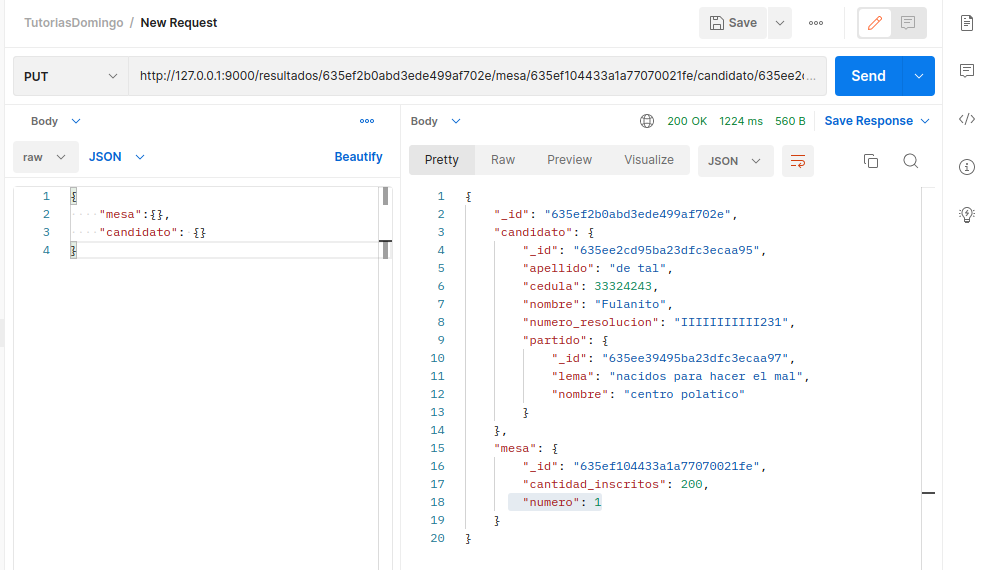 TutoriasDomingo / New Request
Save
PUT
http://127.0.0.1:9000/resultados/635ef2b0abd3ede499af702e/mesa/635ef104433a1a77070021fe/candidato/635ee2c...
Send
Body
raw
JSON
Beautify
1 {
2 "mesa":{},
3 "candidato": {}
4 }
Body
200 OK 1224 ms 560 B
Save Response
Pretty Raw Preview Visualize
JSON
1 {
2 "_id": "635ef2b0abd3ede499af702e",
3 "candidato": {
4 "_id": "635ee2cd95ba23dfc3ecaa95",
5 "apellido": "de tal",
6 "cedula": 33324243,
7 "nombre": "Fulanito",
8 "numero_resolucion": "IIIIIIIIIII231",
9 "partido": {
10 "_id": "635ee39495ba23dfc3ecaa97",
11 "lema": "nacidos para hacer el mal",
12 "nombre": "centro polatico"
13 }
14 },
15 "mesa": {
16 "_id": "635ef104433a1a77070021fe",
17 "cantidad_inscritos": 200,
18 "numero": 1
19 }
20 }